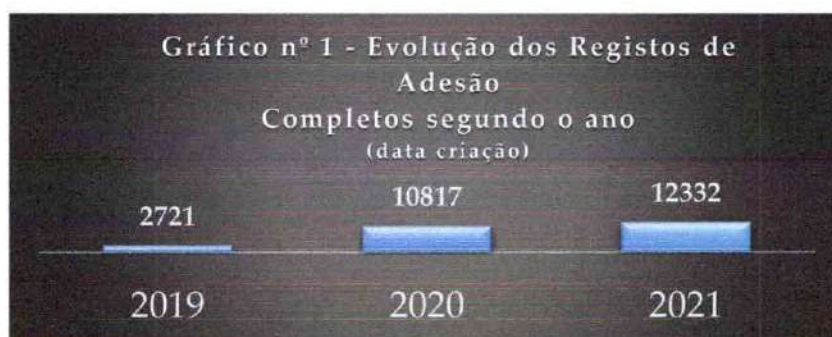 Gráfico nº 1 - Evolução dos Registos de
Adesão
Completos segundo o ano
(data criação)
2721
10817
12332
2019
2020
2021